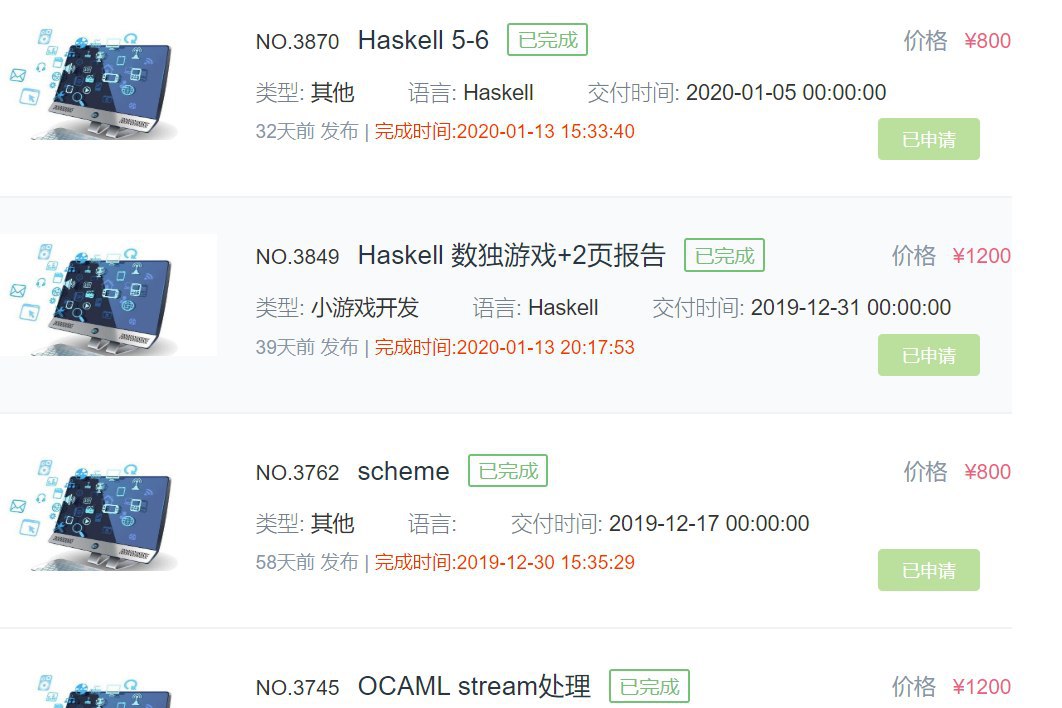 NO.3870 Haskell 5-6 已完成 价格 ¥800
类型: 其他 语言: Haskell 交付时间: 2020-01-05 00:00:00
32天前 发布 | 完成时间:2020-01-13 15:33:40
已申请
NO.3849 Haskell 数独游戏+2页报告 已完成 价格 ¥1200
类型: 小游戏开发 语言: Haskell 交付时间: 2019-12-31 00:00:00
39天前 发布 | 完成时间:2020-01-13 20:17:53
已申请
NO.3762 scheme 已完成 价格 ¥800
类型: 其他 语言: 交付时间: 2019-12-17 00:00:00
58天前 发布 | 完成时间:2019-12-30 15:35:29
已申请
NO.3745 OCAML stream处理 已完成 价格 ¥1200